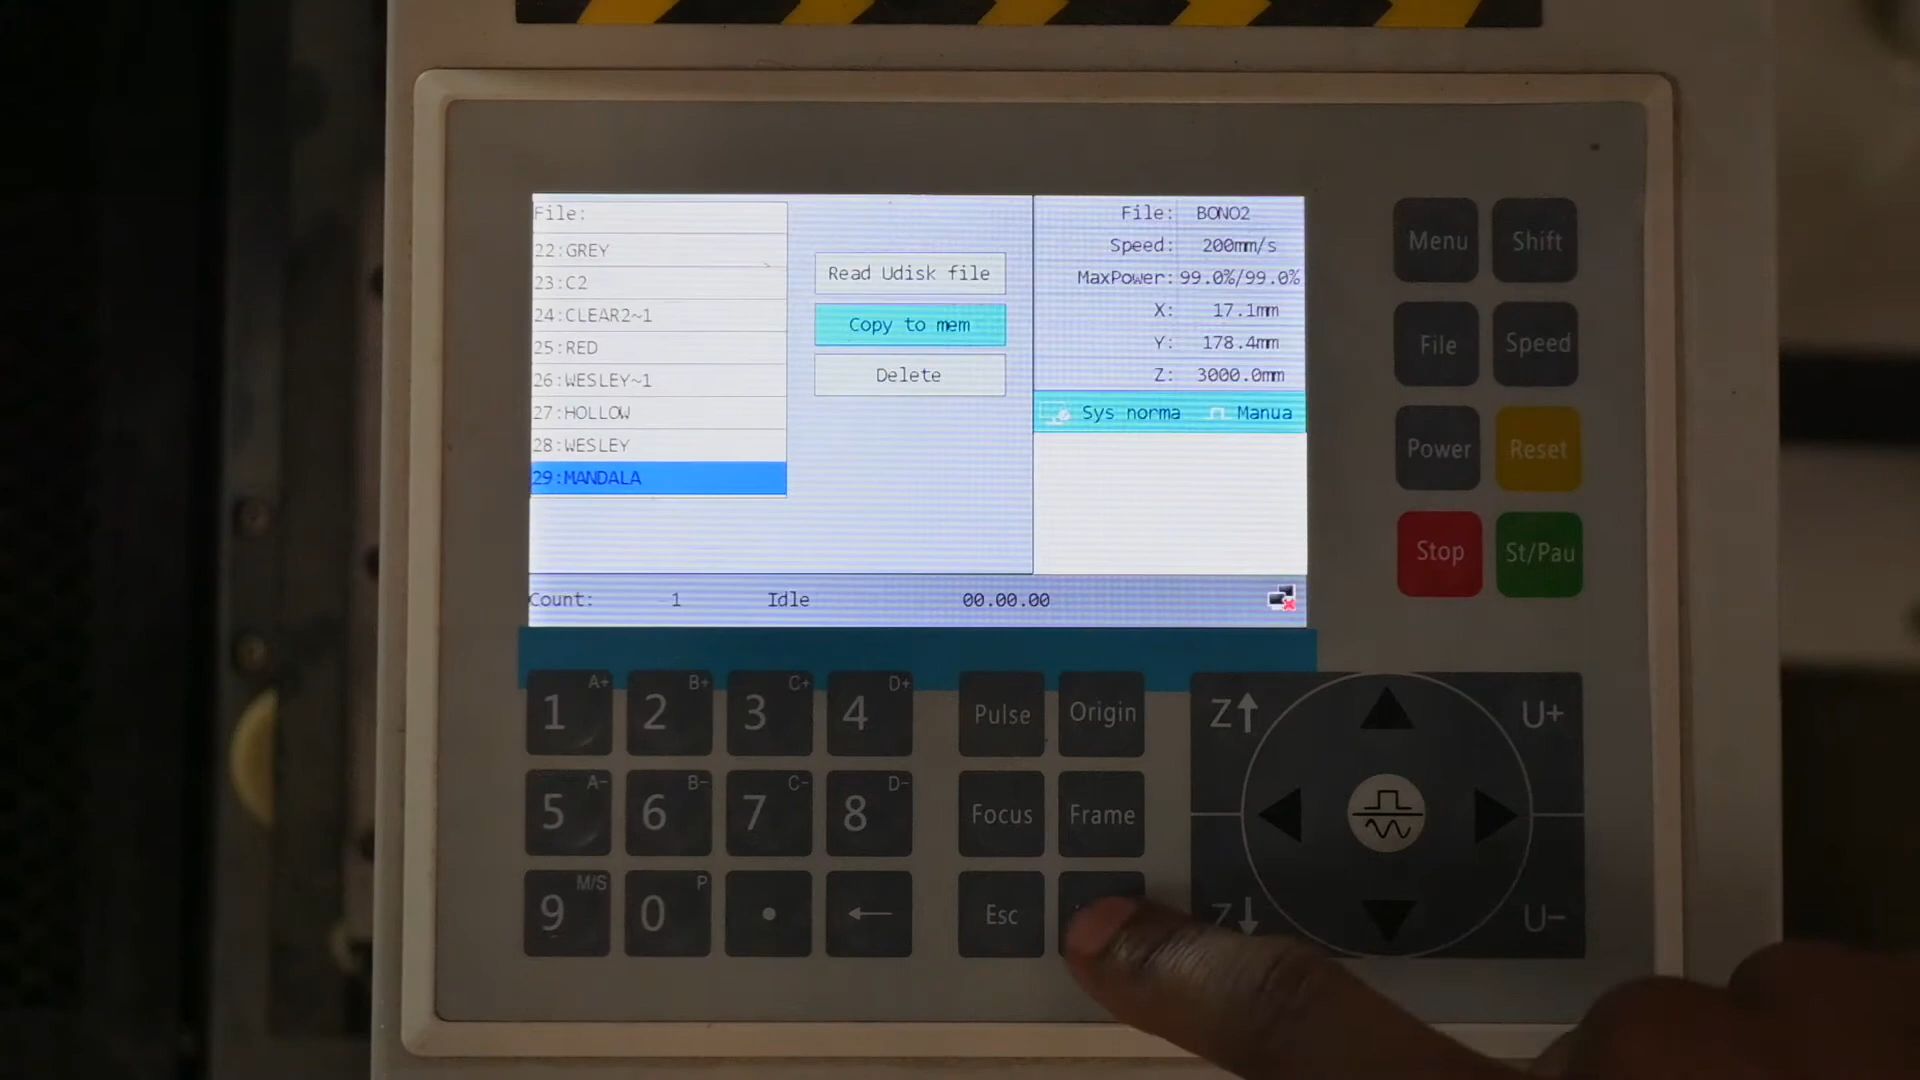 File:
22:GREY
23:C2
24:CLEAR2~1
25:RED
26:WESLEY~1
27:HOLLOW
28:WESLEY
29:MANDALA
Read Udisk file
Copy to mem
Delete
File: BONO2
Speed: 200mm/s
MaxPower: 99.0%/99.0%
X: 17.1mm
Y: 178.4mm
Z: 3000.0mm
Sys norma Manua
Count: 1 Idle 00.00.00
Menu Shift
File Speed
Power Reset
Stop St/Pau
1 A+ 2 B+ 3 C+ 4 D+ Pulse Origin
5 A- 6 B- 7 C- 8 D- Focus Frame
9 M/S 0 P • ← Esc
Z↑ U+
Z↓ U-